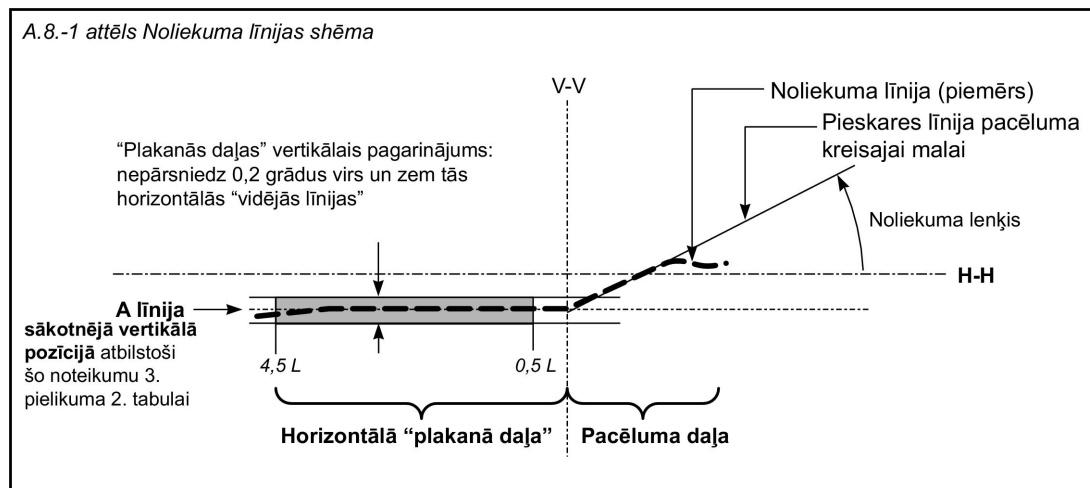 A.8.-1 attēls Noliekuma līnijas shēma
V-V
Noliekuma līnija (piemērs)
Pieskares līnija pacēluma
kreisajai malai
“Plakanās daļas” vertikālais pagarinājums:
nepārsniedz 0,2 grādus virs un zem tās
horizontālās “vidējās līnijas”
Noliekuma lenķis
H-H
A līnija
sākotnējā vertikālā
pozīcijā atbilstoši
šo noteikumu 3.
pielikuma 2. tabulai
4,5 L
0,5 L
Horizontālā “plakanā daļa”
Pacēluma daļa